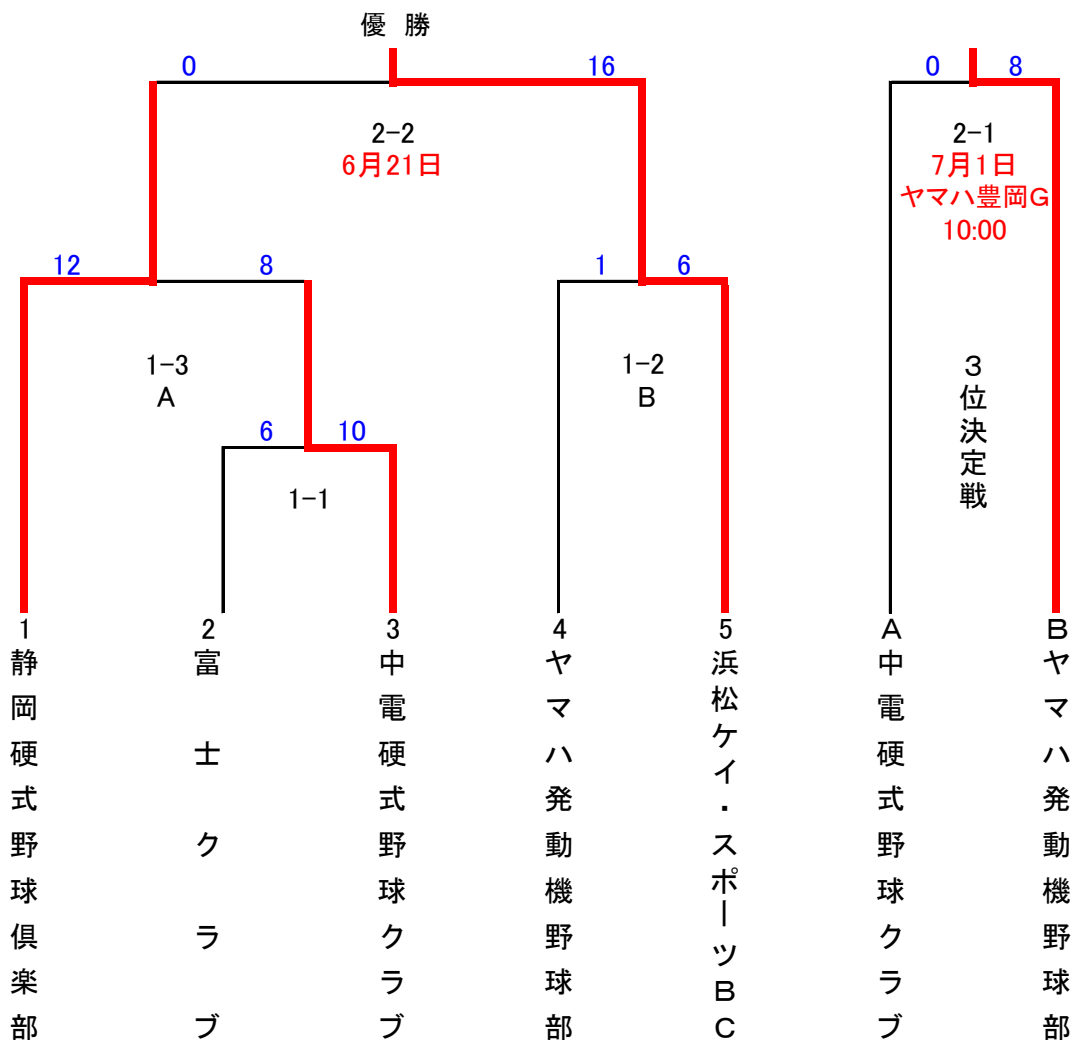 優 勝
0
16
0
8
2-2
6月21日
2-1
7月1日
ヤマハ豊岡G
10:00
12
8
1
6
1-3
A
1-2
B
3位決定戦
6
10
1-1
1
静岡硬式野球倶楽部
2
富士クラブ
3
中電硬式野球クラブ
4
ヤマハ発動機野球部
5
浜松ケイ・スポーツBC
A
中電硬式野球クラブ
B
ヤマハ発動機野球部